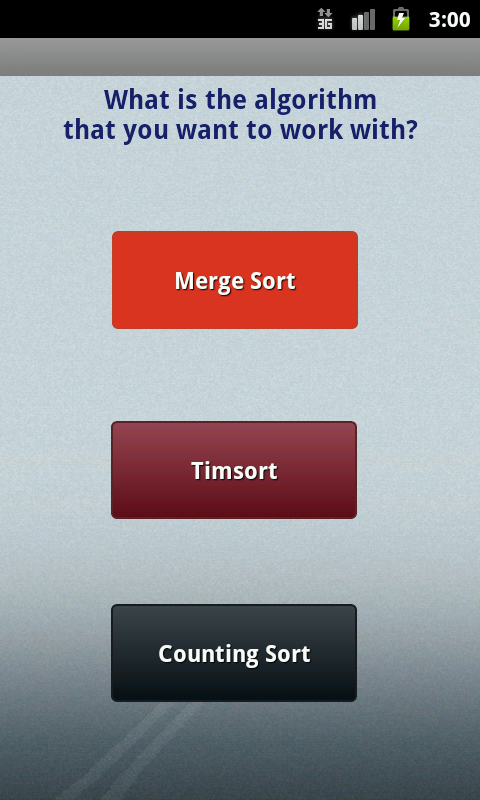 3G 3:00
What is the algorithm
that you want to work with?
Merge Sort
Timsort
Counting Sort